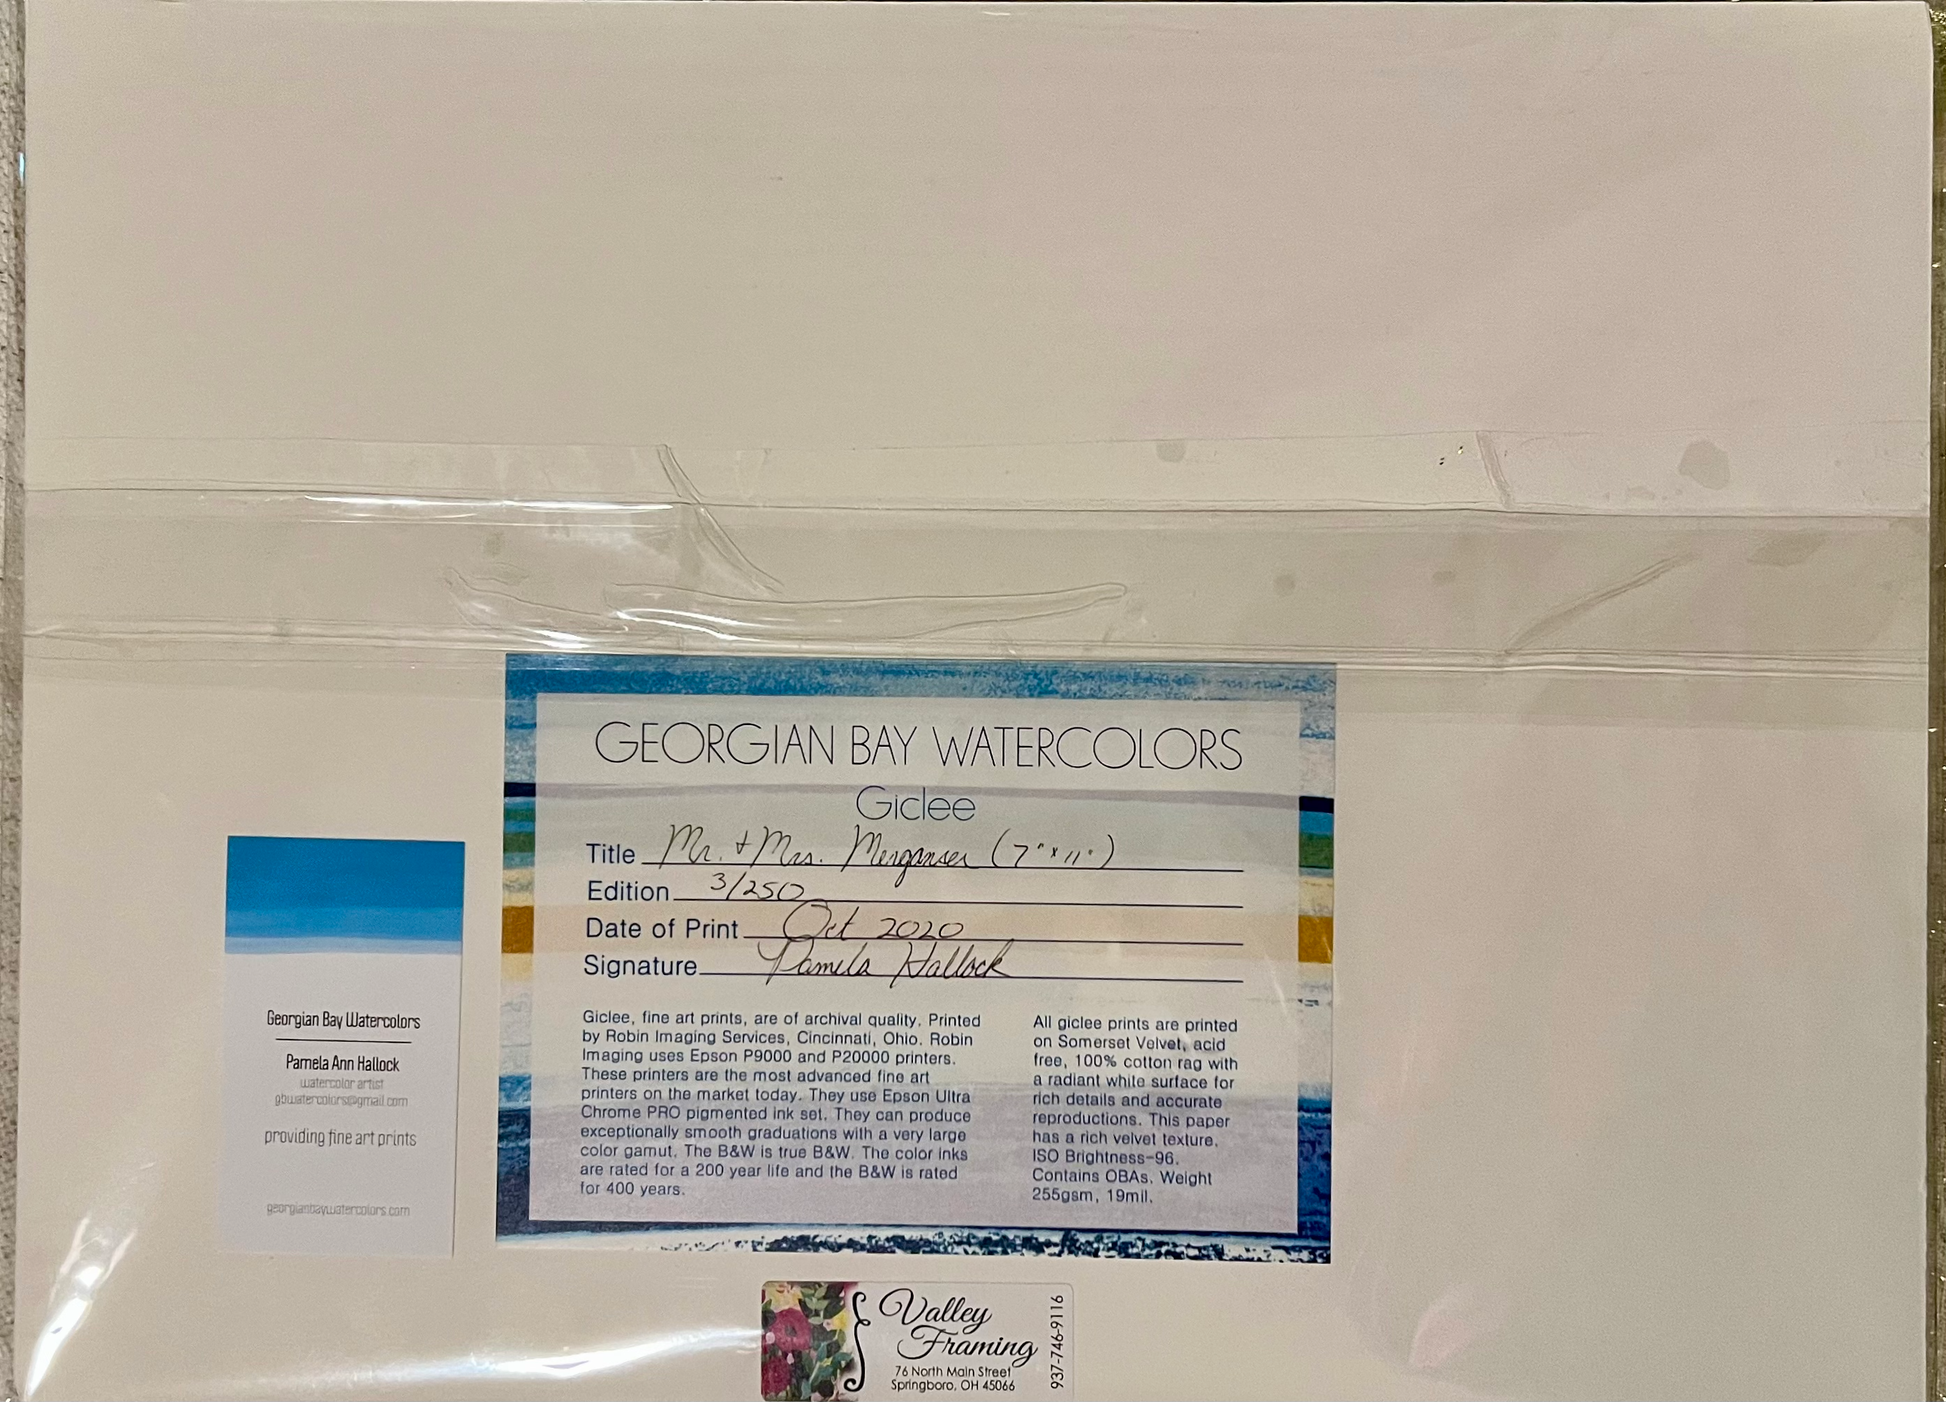 GEORGIAN BAY WATERCOLORS
Giclee
Title Mr. + Mrs. Merganser (7" x 11")
Edition 3/250
Date of Print Oct 2020
Signature Pamela Hallock
Giclee, fine art prints, are of archival quality. Printed
by Robin Imaging Services, Cincinnati, Ohio. Robin
Imaging uses Epson P9000 and P20000 printers.
These printers are the most advanced fine art
printers on the market today. They use Epson Ultra
Chrome PRO pigmented ink set. They can produce
exceptionally smooth graduations with a very large
color gamut. The B&W is true B&W. The color inks
are rated for a 200 year life and the B&W is rated
for 400 years.
All giclee prints are printed
on Somerset Velvet, acid
free, 100% cotton rag with
a radiant white surface for
rich details and accurate
reproductions. This paper
has a rich velvet texture.
ISO Brightness-96.
Contains OBAs. Weight
255gsm, 19mil.
Georgian Bay Watercolors
Pamela Ann Hallock
watercolor artist
gbwatercolors@gmail.com
providing fine art prints
georgianbaywatercolors.com
Valley
Framing
76 North Main Street
Springboro, OH 45066
937-746-9116